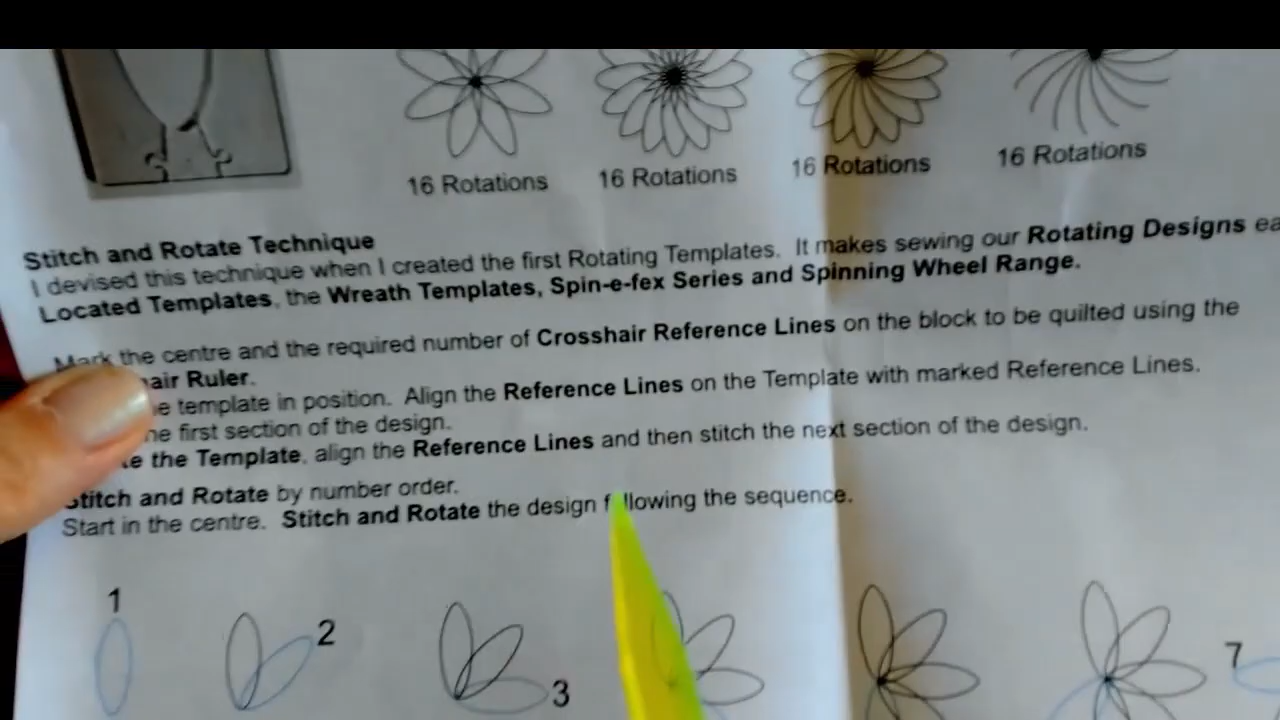 16 Rotations 16 Rotations 16 Rotations 16 Rotations
Stitch and Rotate Technique
I devised this technique when I created the first Rotating Templates. It makes sewing our Rotating Designs
Located Templates, the Wreath Templates, Spin-e-fex Series and Spinning Wheel Range.
Mark the centre and the required number of Crosshair Reference Lines on the block to be quilted using the
Ruler.
template in position. Align the Reference Lines on the Template with marked Reference Lines.
first section of the design.
the Template, align the Reference Lines and then stitch the next section of the design.
Stitch and Rotate by number order.
Start in the centre. Stitch and Rotate the design following the sequence.
1
2
3
7